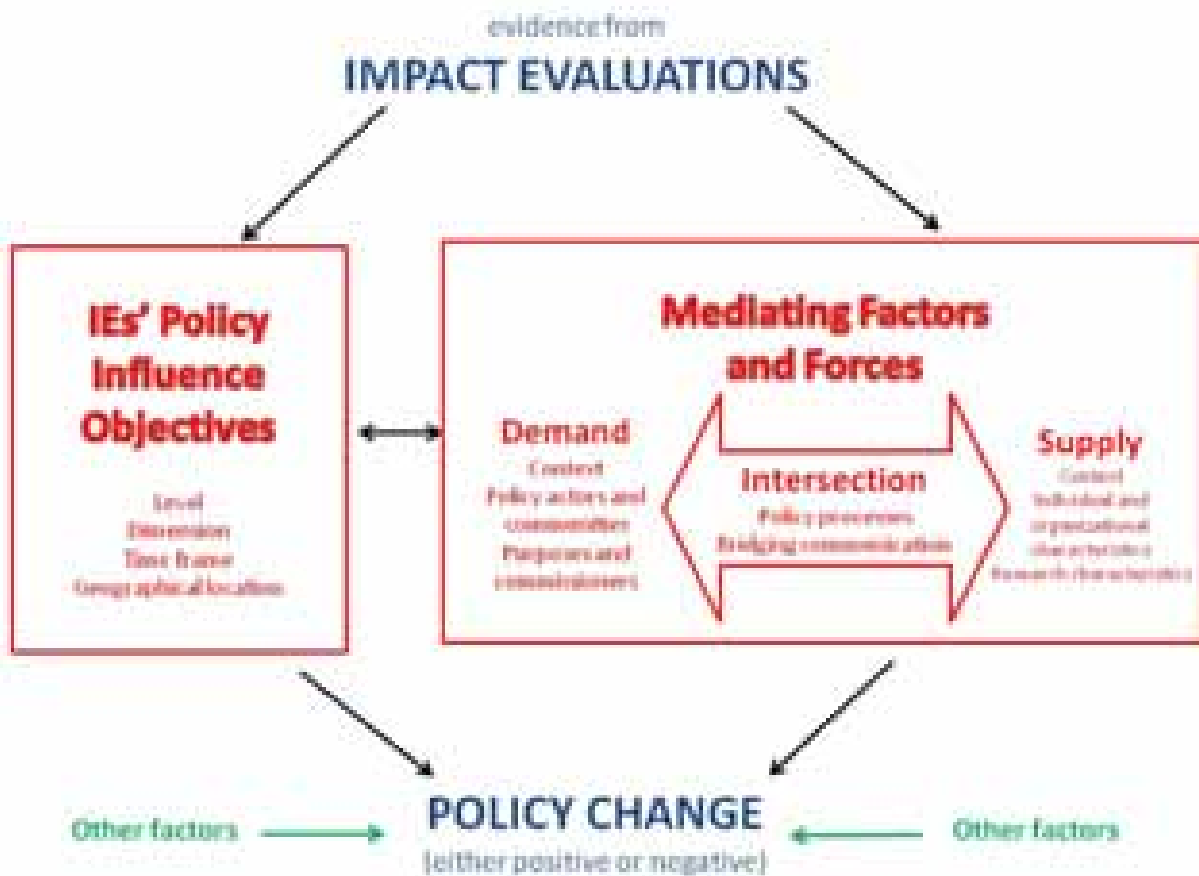 evidence from
IMPACT EVALUATIONS
IEs' Policy
Influence
Objectives
Level
Dimension
Time frame
Geographical location
Mediating Factors
and Forces
Demand
Context
Policy actors and
communities
Purposes and
commissioners
Intersection
Policy processes
Bridging communication
Supply
Context
Individual and
organizational
characteristics
Research characteristics
POLICY CHANGE
(either positive or negative)
Other factors
Other factors